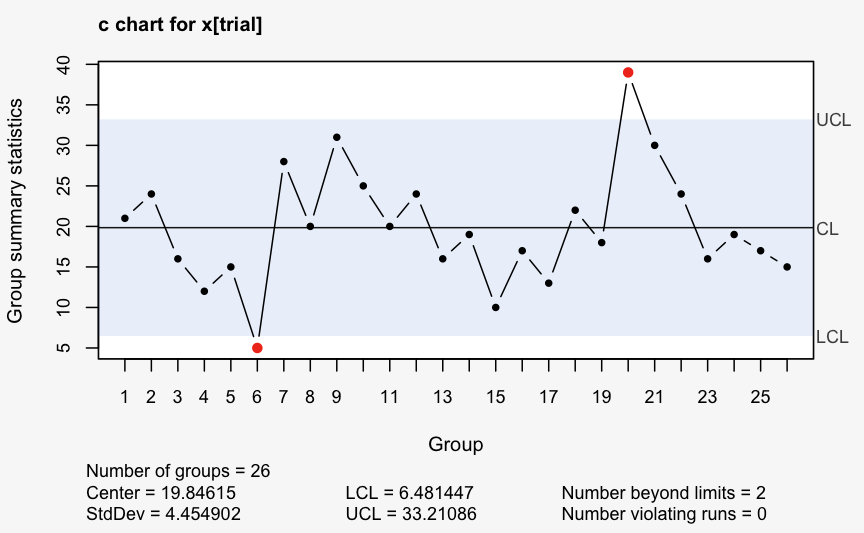 c chart for x[trial]
Group summary statistics
40
35
30
25
20
15
10
5
UCL
CL
LCL
1 2 3 4 5 6 7 8 9 11 13 15 17 19 21 23 25
Group
Number of groups = 26
Center = 19.84615 LCL = 6.481447 Number beyond limits = 2
StdDev = 4.454902 UCL = 33.21086 Number violating runs = 0